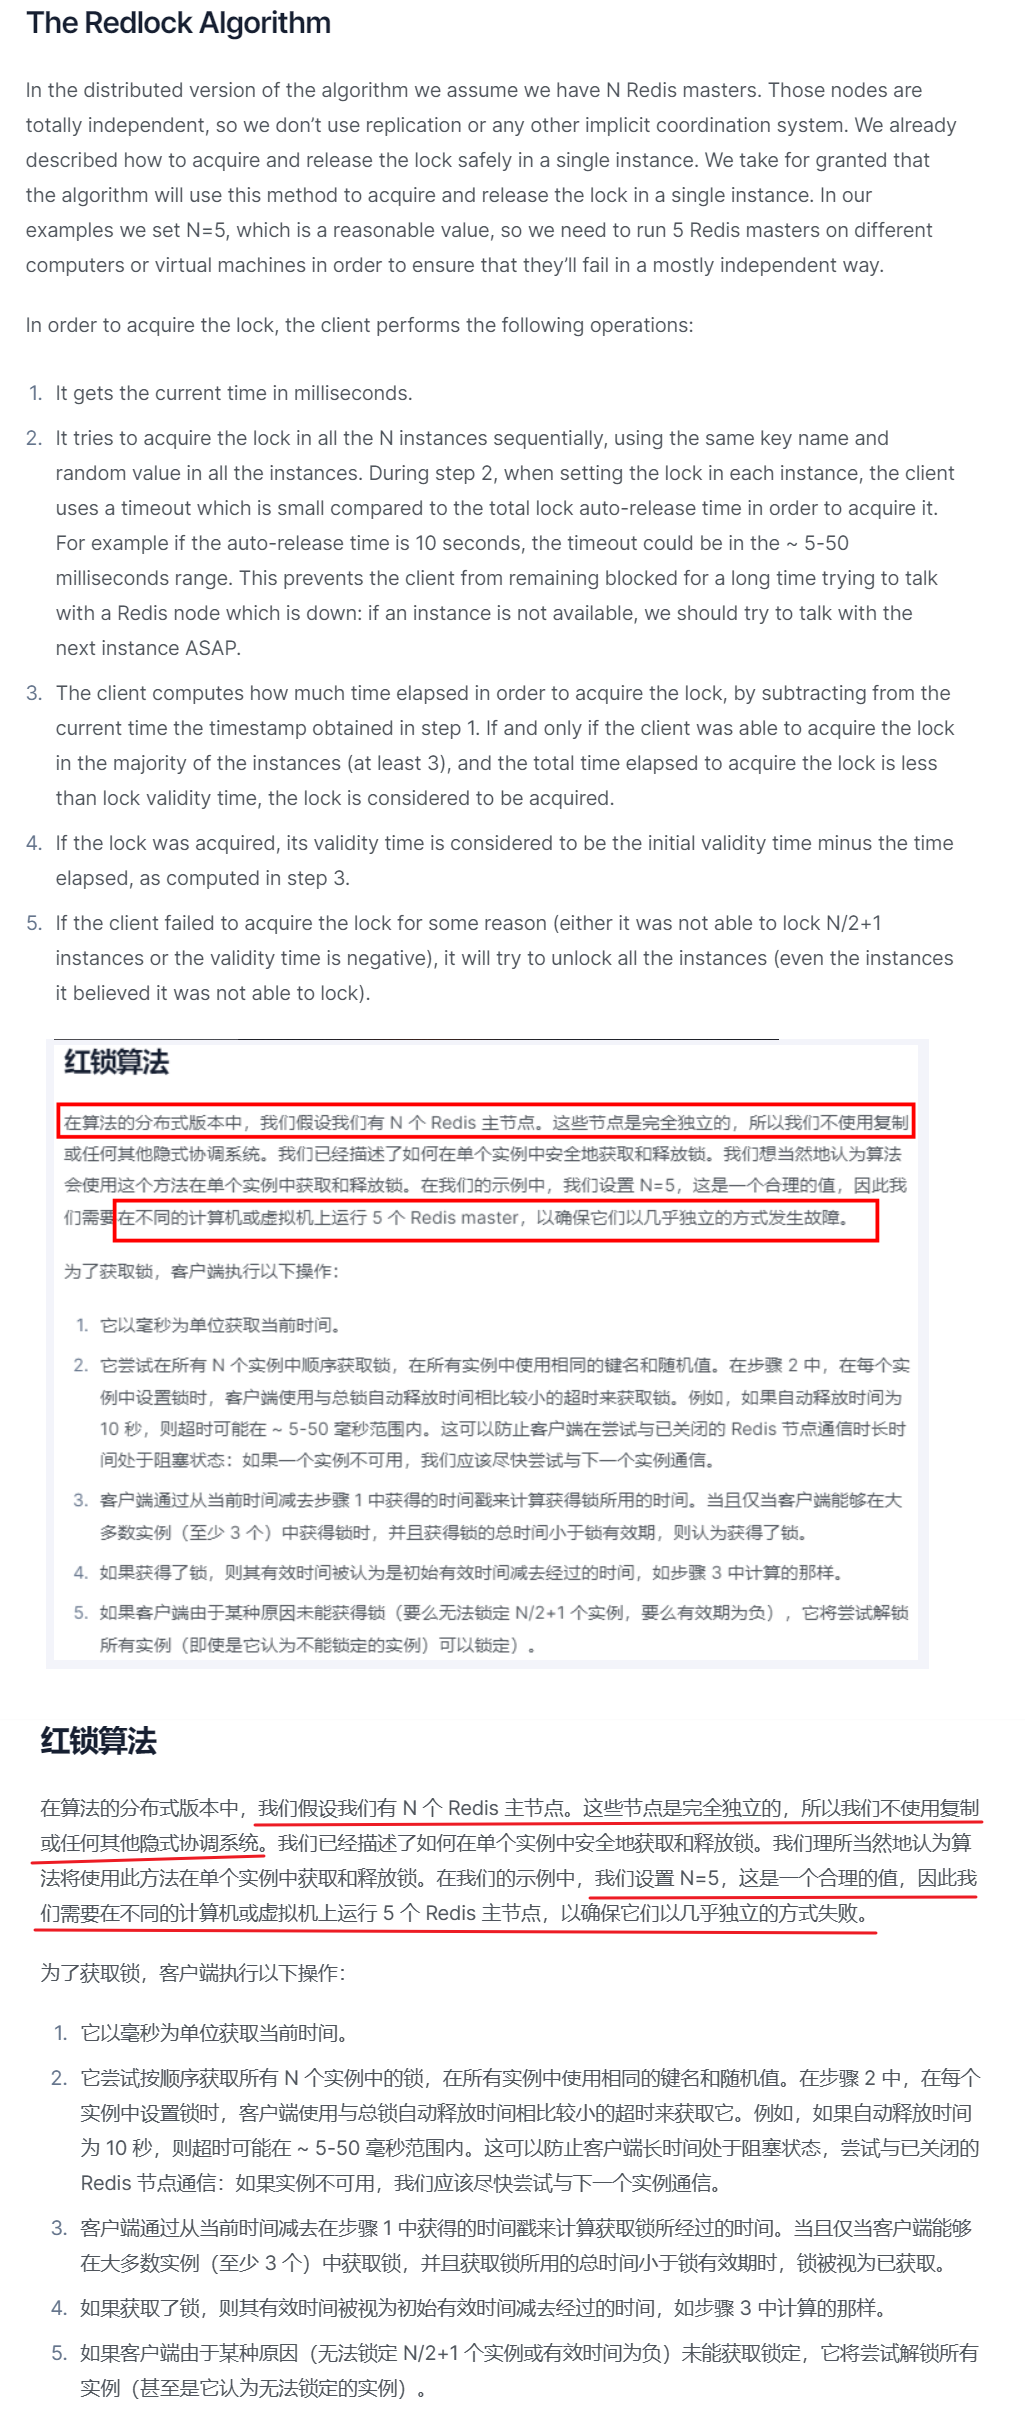 The Redlock Algorithm
In the distributed version of the algorithm we assume we have N Redis masters. Those nodes are
totally independent, so we don’t use replication or any other implicit coordination system. We already
described how to acquire and release the lock safely in a single instance. We take for granted that
the algorithm will use this method to acquire and release the lock in a single instance. In our
examples we set N=5, which is a reasonable value, so we need to run 5 Redis masters on different
computers or virtual machines in order to ensure that they’ll fail in a mostly independent way.
In order to acquire the lock, the client performs the following operations:
1. It gets the current time in milliseconds.
2. It tries to acquire the lock in all the N instances sequentially, using the same key name and
random value in all the instances. During step 2, when setting the lock in each instance, the client
uses a timeout which is small compared to the total lock auto-release time in order to acquire it.
For example if the auto-release time is 10 seconds, the timeout could be in the ~ 5-50
milliseconds range. This prevents the client from remaining blocked for a long time trying to talk
with a Redis node which is down: if an instance is not available, we should try to talk with the
next instance ASAP.
3. The client computes how much time elapsed in order to acquire the lock, by subtracting from the
current time the timestamp obtained in step 1. If and only if the client was able to acquire the lock
in the majority of the instances (at least 3), and the total time elapsed to acquire the lock is less
than lock validity time, the lock is considered to be acquired.
4. If the lock was acquired, its validity time is considered to be the initial validity time minus the time
elapsed, as computed in step 3.
5. If the client failed to acquire the lock for some reason (either it was not able to lock N/2+1
instances or the validity time is negative), it will try to unlock all the instances (even the instances
it believed it was not able to lock).
红锁算法
在算法的分布式版本中，我们假设我们有 N 个 Redis 主节点。这些节点是完全独立的，所以我们不使用复制
或任何其他隐式协调系统。我们已经描述了如何在单个实例中安全地获取和释放锁。我们想当然地认为算法
会使用这个方法在单个实例中获取和释放锁。在我们的示例中，我们设置 N=5，这是一个合理的值，因此我
们需要在不同的计算机或虚拟机上运行 5 个 Redis master，以确保它们以几乎独立的方式发生故障。
为了获取锁，客户端执行以下操作：
1. 它以毫秒为单位获取当前时间。
2. 它尝试在所有 N 个实例中顺序获取锁，在所有实例中使用相同的键名和随机值。在步骤 2 中，在每个实
例中设置锁时，客户端使用与总锁自动释放时间相比较小的超时来获取锁。例如，如果自动释放时间为
10 秒，则超时可能在 ~ 5-50 毫秒范围内。这可以防止客户端在尝试与已关闭的 Redis 节点通信时长时
间处于阻塞状态：如果一个实例不可用，我们应该尽快尝试与下一个实例通信。
3. 客户端通过从当前时间减去步骤 1 中获得的时间戳来计算获得锁所用的时间。当且仅当客户端能够在大
多数实例（至少 3 个）中获得锁时，并且获得锁的总时间小于锁有效期，则认为获得了锁。
4. 如果获得了锁，则其有效时间被认为是初始有效时间减去经过的时间，如步骤 3 中计算的那样。
5. 如果客户端由于某种原因未能获得锁（要么无法锁定 N/2+1 个实例，要么有效期为负），它将尝试解锁
所有实例（即使是它认为不能锁定的实例）可以锁定）。
红锁算法
在算法的分布式版本中，我们假设我们有 N 个 Redis 主节点。这些节点是完全独立的，所以我们不使用复制
或任何其他隐式协调系统。我们已经描述了如何在单个实例中安全地获取和释放锁。我们理所当然地认为算
法将使用此方法在单个实例中获取和释放锁。在我们的示例中，我们设置 N=5，这是一个合理的值，因此我
们需要在不同的计算机或虚拟机上运行 5 个 Redis 主节点，以确保它们以几乎独立的方式失败。
为了获取锁，客户端执行以下操作：
1. 它以毫秒为单位获取当前时间。
2. 它尝试按顺序获取所有 N 个实例中的锁，在所有实例中使用相同的键名和随机值。在步骤 2 中，在每个
实例中设置锁时，客户端使用与总锁自动释放时间相比较小的超时来获取它。例如，如果自动释放时间
为 10 秒，则超时可能在 ~ 5-50 毫秒范围内。这可以防止客户端长时间处于阻塞状态，尝试与已关闭的
Redis 节点通信：如果实例不可用，我们应该尽快尝试与下一个实例通信。
3. 客户端通过从当前时间减去在步骤 1 中获得的时间戳来计算获取锁所经过的时间。当且仅当客户端能够
在大多数实例（至少 3 个）中获取锁，并且获取锁所用的总时间小于锁有效期时，锁被视为已获取。
4. 如果获取了锁，则其有效时间被视为初始有效时间减去经过的时间，如步骤 3 中计算的那样。
5. 如果客户端由于某种原因（无法锁定 N/2+1 个实例或有效时间为负）未能获取锁定，它将尝试解锁所有
实例（甚至是它认为无法锁定的实例）。